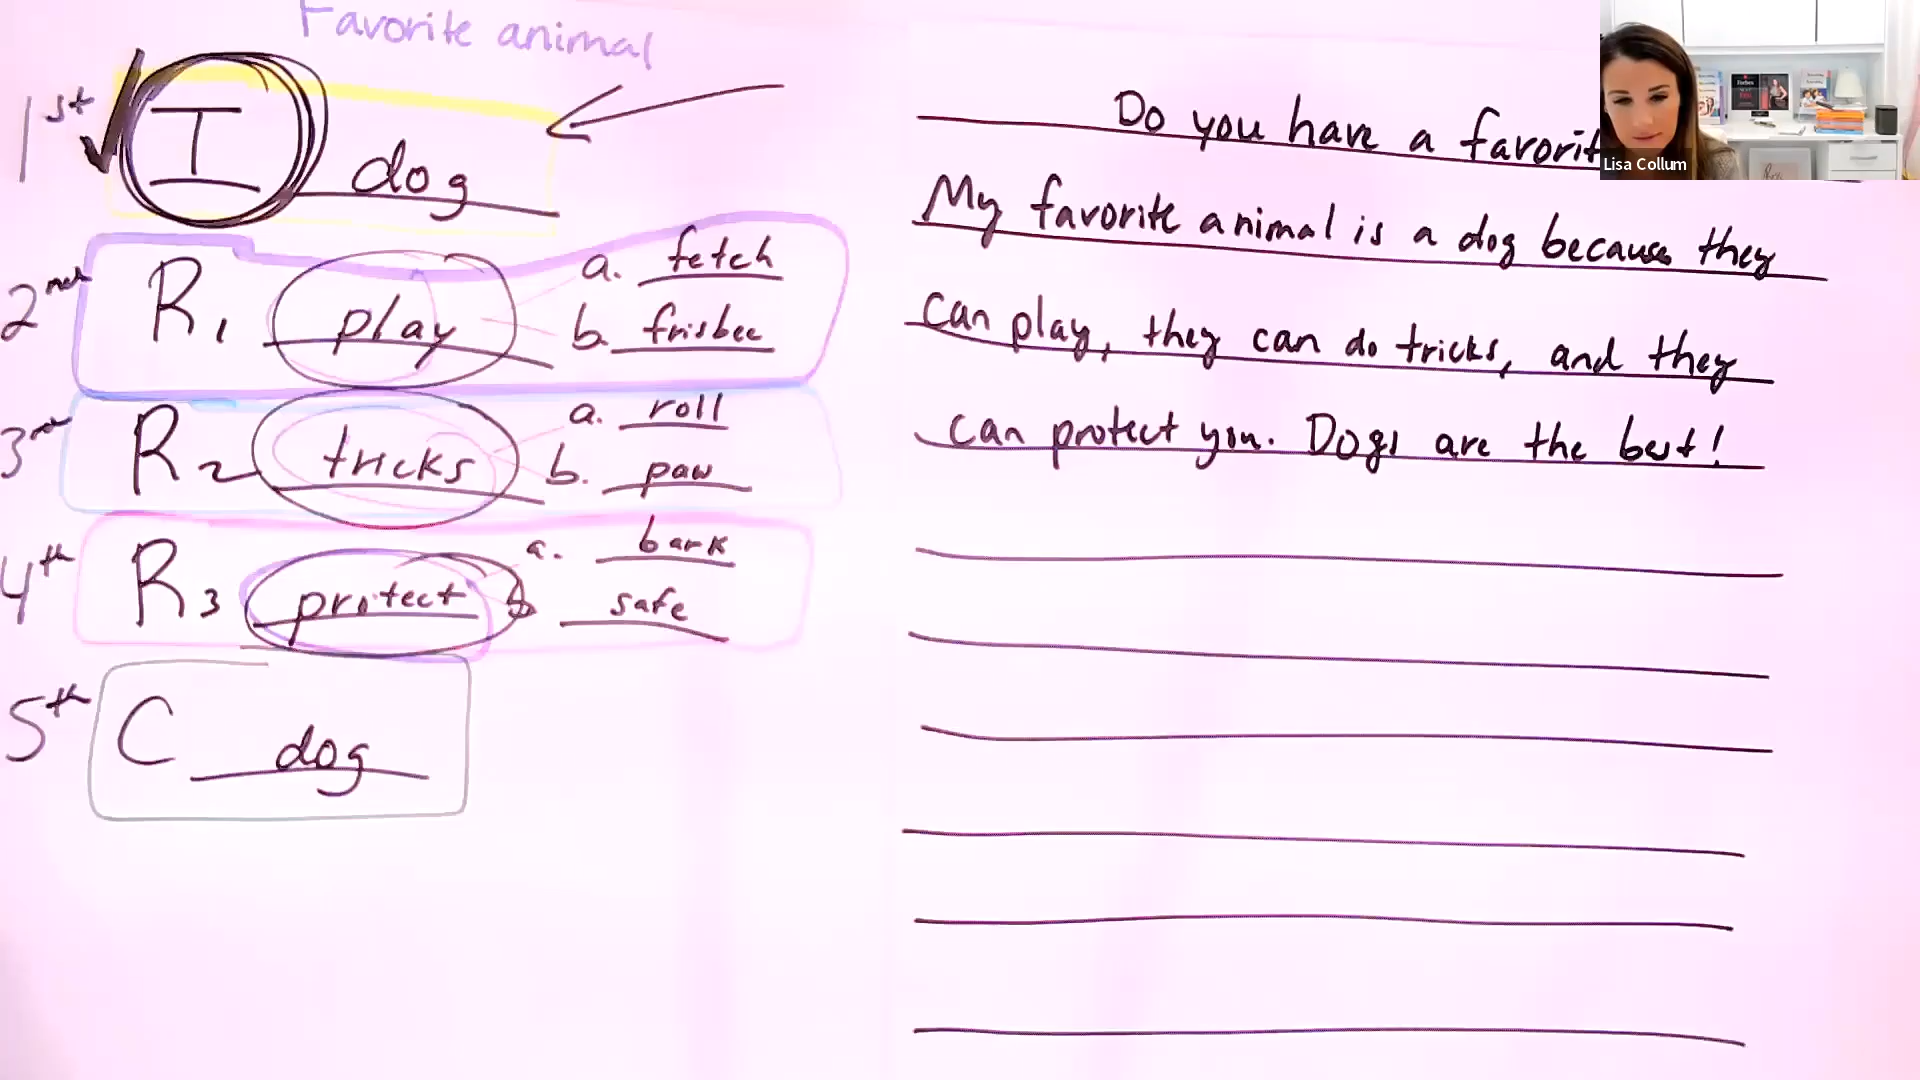 Favorite animal
1st I dog
2nd R1 play a. fetch
b. frisbee
3rd R2 tricks a. roll
b. paw
4th R3 protect a. bark
b safe
5th C dog
Do you have a favorit
My favorite animal is a dog because they
can play, they can do tricks, and they
can protect you. Dogs are the best!
Lisa Collum
Forbes